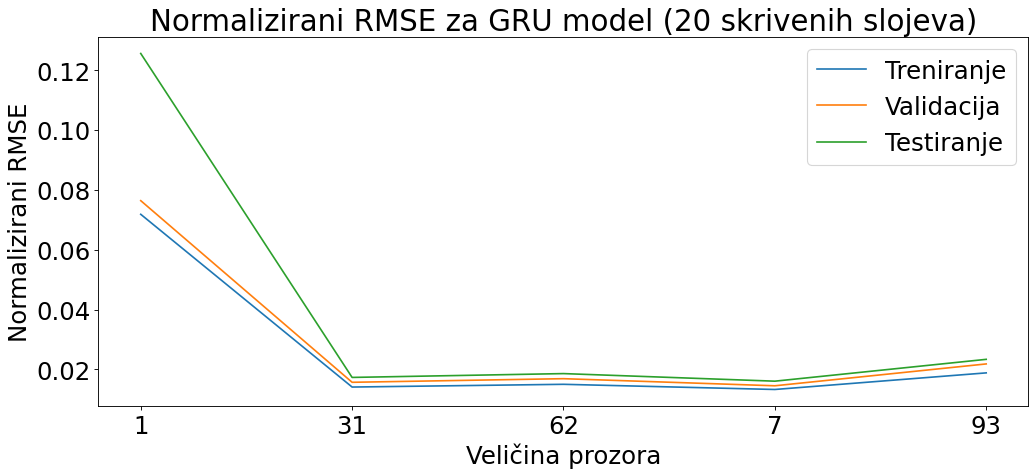 Normalizirani RMSE za GRU model (20 skrivenih slojeva)
Treniranje
Validacija
Testiranje
Normalizirani RMSE
0.12
0.10
0.08
0.06
0.04
0.02
1 31 62 7 93
Veličina prozora